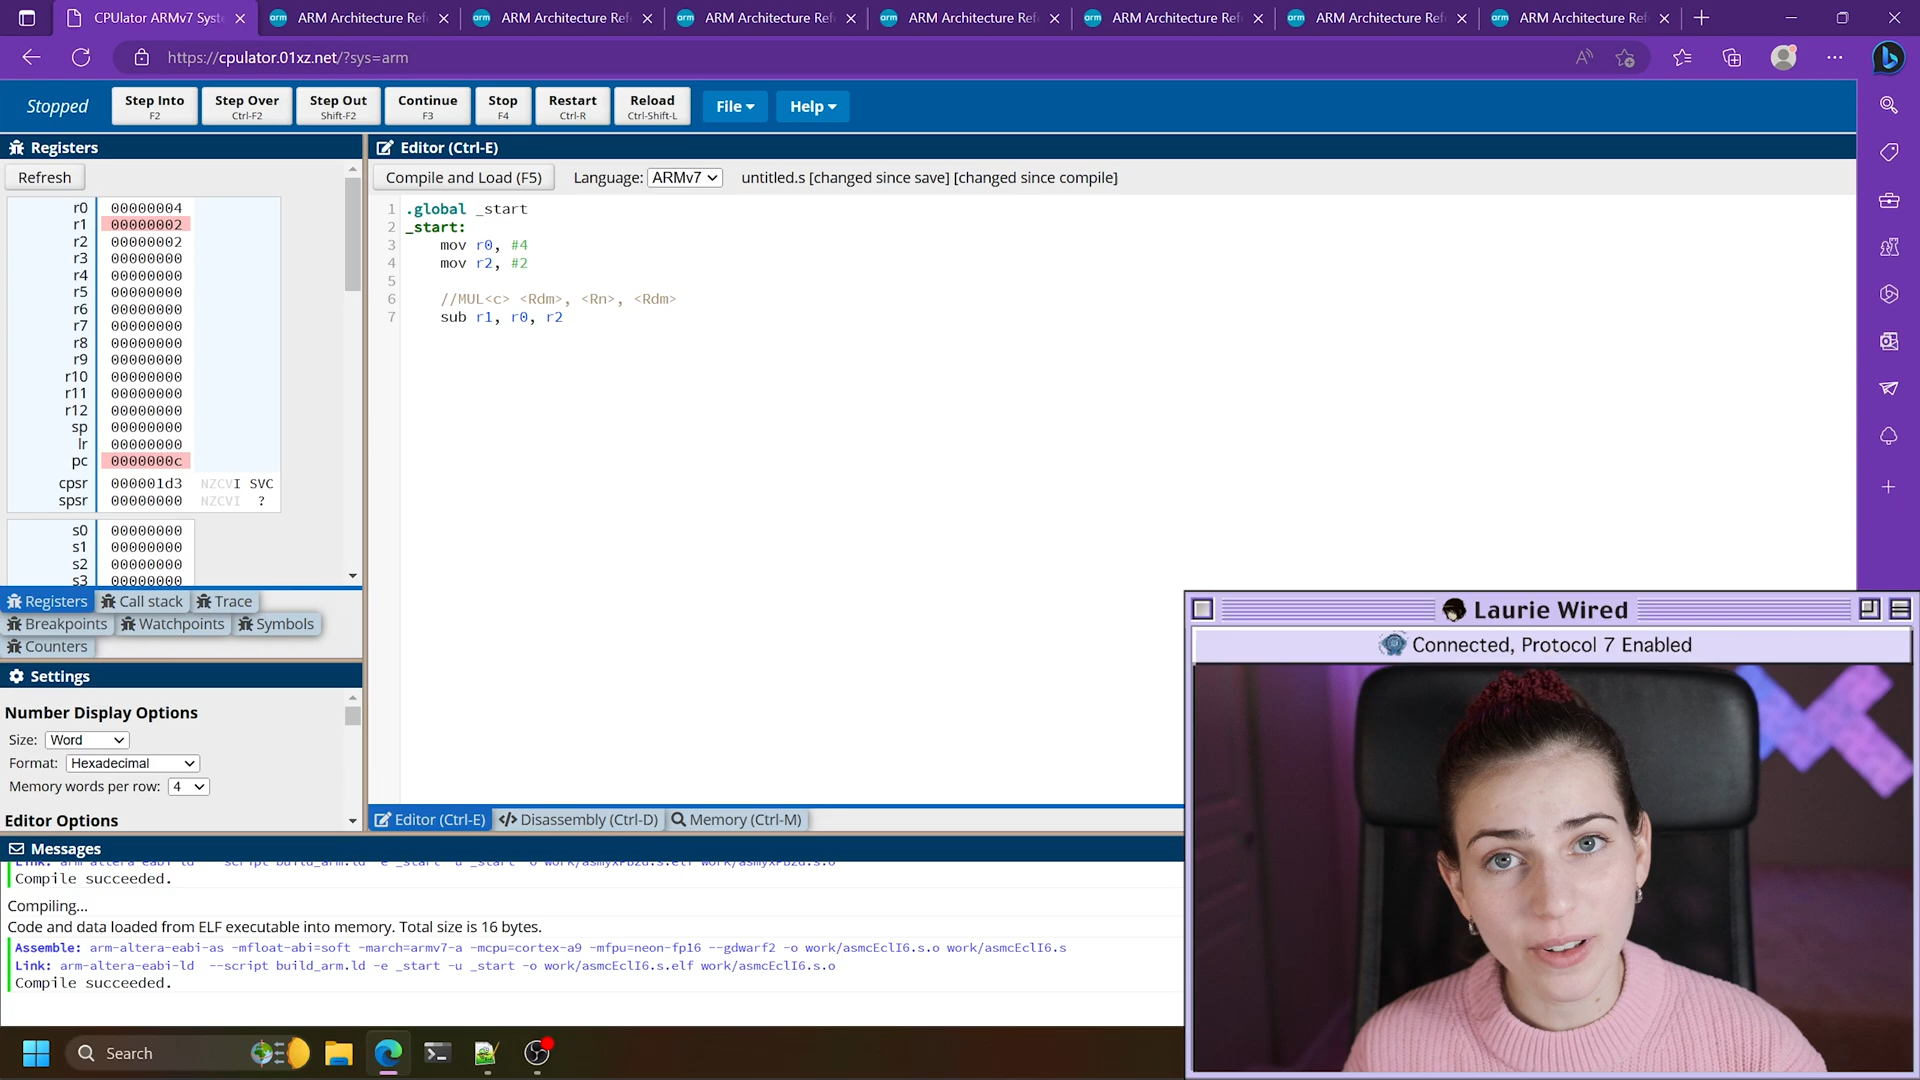 CPUlator ARMv7 Syst
ARM Architecture Ref
ARM Architecture Ref
ARM Architecture Ref
ARM Architecture Ref
ARM Architecture Ref
ARM Architecture Ref
ARM Architecture Ref
https://cpulator.01xz.net/?sys=arm
Stopped
Step Into
F2
Step Over
Ctrl-F2
Step Out
Shift-F2
Continue
F3
Stop
F4
Restart
Ctrl-R
Reload
Ctrl-Shift-L
File
Help
Registers
Refresh
r0 00000004
r1 00000002
r2 00000002
r3 00000000
r4 00000000
r5 00000000
r6 00000000
r7 00000000
r8 00000000
r9 00000000
r10 00000000
r11 00000000
r12 00000000
sp 00000000
lr 00000000
pc 0000000c
cpsr 000001d3 NZCVI SVC
spsr 00000000 NZCVI ?
s0 00000000
s1 00000000
s2 00000000
s3 00000000
Registers Call stack Trace
Breakpoints Watchpoints Symbols
Counters
Settings
Number Display Options
Size: Word
Format: Hexadecimal
Memory words per row: 4
Editor Options
Editor (Ctrl-E)
Compile and Load (F5) Language: ARMv7 untitled.s [changed since save] [changed since compile]
1 .global _start
2 _start:
3 mov r0, #4
4 mov r2, #2
5
6 //MUL<c> <Rdm>, <Rn>, <Rdm>
7 sub r1, r0, r2
Editor (Ctrl-E) Disassembly (Ctrl-D) Memory (Ctrl-M)
Messages
Compile succeeded.
Compiling...
Code and data loaded from ELF executable into memory. Total size is 16 bytes.
Assemble: arm-altera-eabi-as -mfloat-abi=soft -march=armv7-a -mcpu=cortex-a9 -mfpu=neon-fp16 --gdwarf2 -o work/asmcEclI6.s.o work/asmcEclI6.s
Link: arm-altera-eabi-ld --script build_arm.ld -e _start -u _start -o work/asmcEclI6.s.elf work/asmcEclI6.s.o
Compile succeeded.
Laurie Wired
Connected, Protocol 7 Enabled
Search